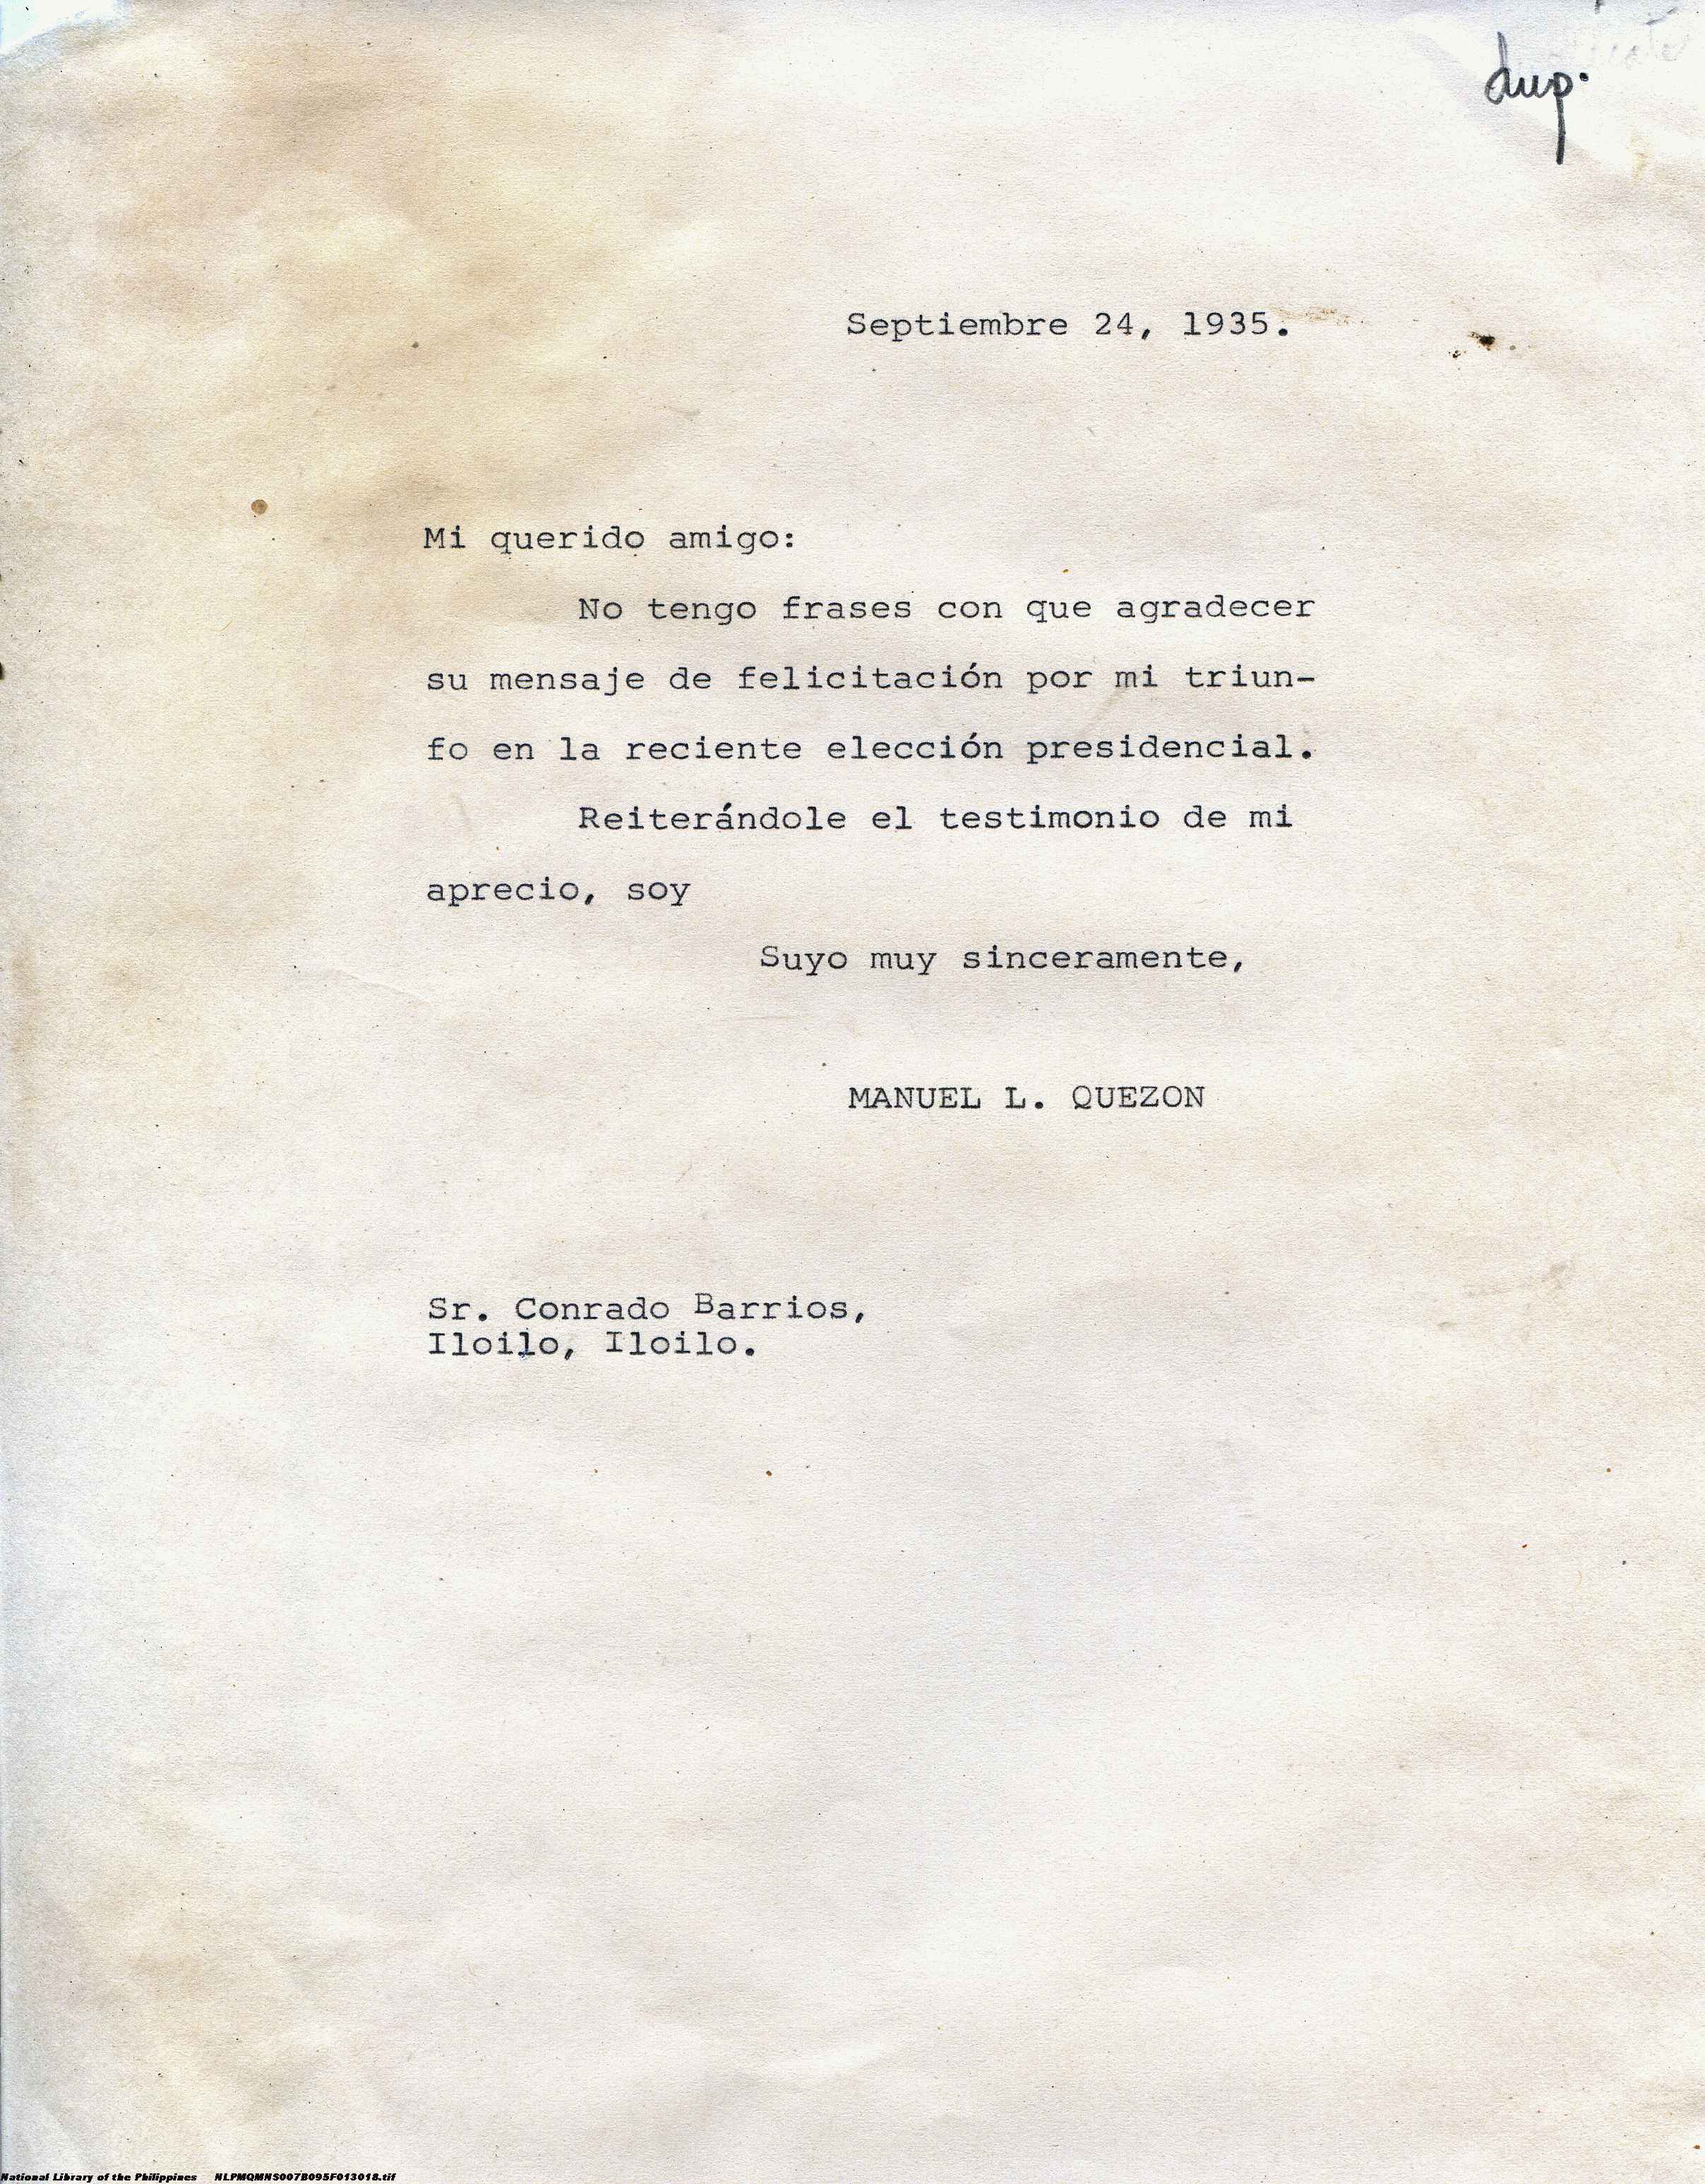 dup.
Septiembre 24, 1935.
Mi querido amigo:
No tengo frases con que agradecer
su mensaje de felicitación por mi triun-
fo en la reciente elección presidencial.
Reiterándole el testimonio de mi
aprecio, soy
Suyo muy sinceramente,
MANUEL L. QUEZON
Sr. Conrado Barrios,
Iloilo, Iloilo.
National Library of the Philippines NLPMQMNS007B095F013018.tif